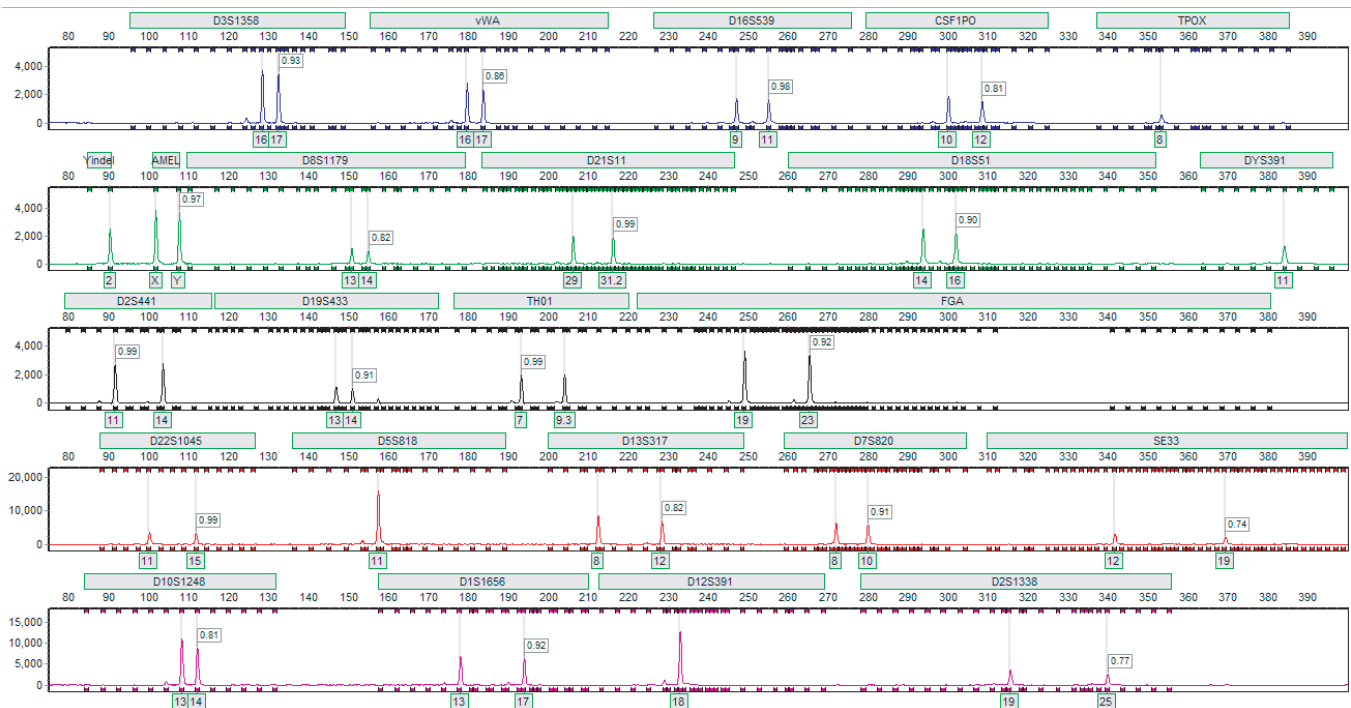 D3S1358 vWA D16S539 CSF1PO TPOX
80 90 100 110 120 130 140 150 160 170 180 190 200 210 220 230 240 250 260 270 280 290 300 310 320 330 340 350 360 370 380 390
4,000
2,000
0
0.93 0.86 0.98 0.81
16 17 16 17 9 11 10 12 8
Yindel AMEL D8S1179 D21S11 D18S51 DYS391
80 90 100 110 120 130 140 150 160 170 180 190 200 210 220 230 240 250 260 270 280 290 300 310 320 330 340 350 360 370 380 390
4,000
2,000
0
0.97 0.82 0.99 0.90
2 X Y 13 14 29 31.2 14 16 11
D2S441 D19S433 TH01 FGA
80 90 100 110 120 130 140 150 160 170 180 190 200 210 220 230 240 250 260 270 280 290 300 310 320 330 340 350 360 370 380 390
4,000
2,000
0
0.99 0.91 0.99 0.92
11 14 13 14 7 9.3 19 23
D22S1045 D5S818 D13S317 D7S820 SE33
80 90 100 110 120 130 140 150 160 170 180 190 200 210 220 230 240 250 260 270 280 290 300 310 320 330 340 350 360 370 380 390
20,000
10,000
0
0.99 0.82 0.91 0.74
11 15 11 8 12 8 10 12 19
D10S1248 D1S1656 D12S391 D2S1338
80 90 100 110 120 130 140 150 160 170 180 190 200 210 220 230 240 250 260 270 280 290 300 310 320 330 340 350 360 370 380 390
15,000
10,000
5,000
0
0.81 0.92 0.77
13 14 13 17 18 19 25